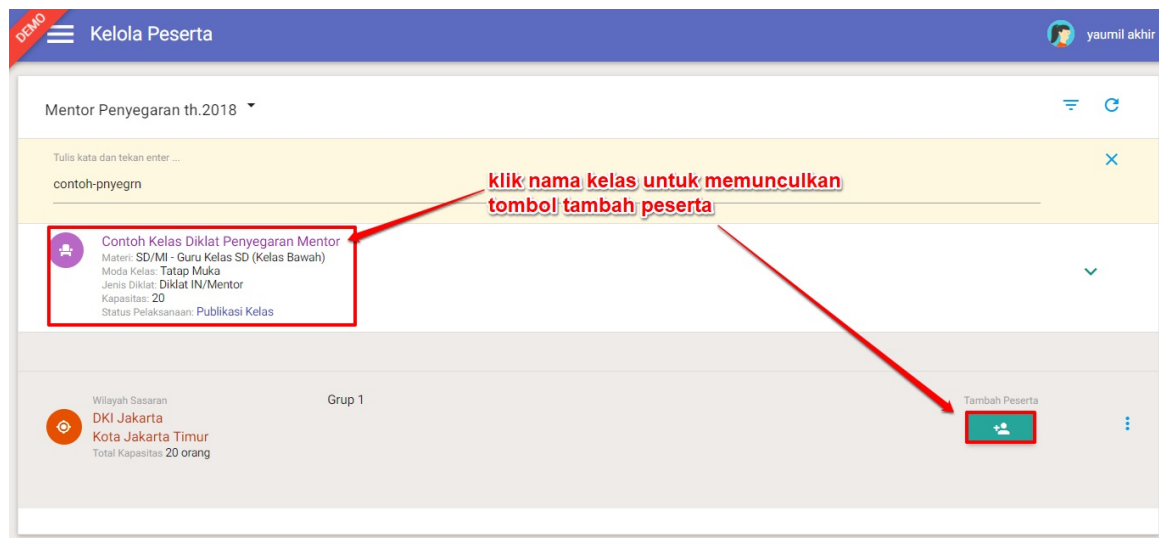 DEMO
Kelola Peserta
yaumil akhir
Mentor Penyegaran th.2018
Tulis kata dan tekan enter ...
contoh-pnyegrn
klik nama kelas untuk memunculkan
tombol tambah peserta
Contoh Kelas Diklat Penyegaran Mentor
Materi: SD/MI - Guru Kelas SD (Kelas Bawah)
Moda Kelas: Tatap Muka
Jenis Diklat: Diklat IN/Mentor
Kapasitas: 20
Status Pelaksanaan: Publikasi Kelas
Wilayah Sasaran
DKI Jakarta
Kota Jakarta Timur
Total Kapasitas 20 orang
Grup 1
Tambah Peserta